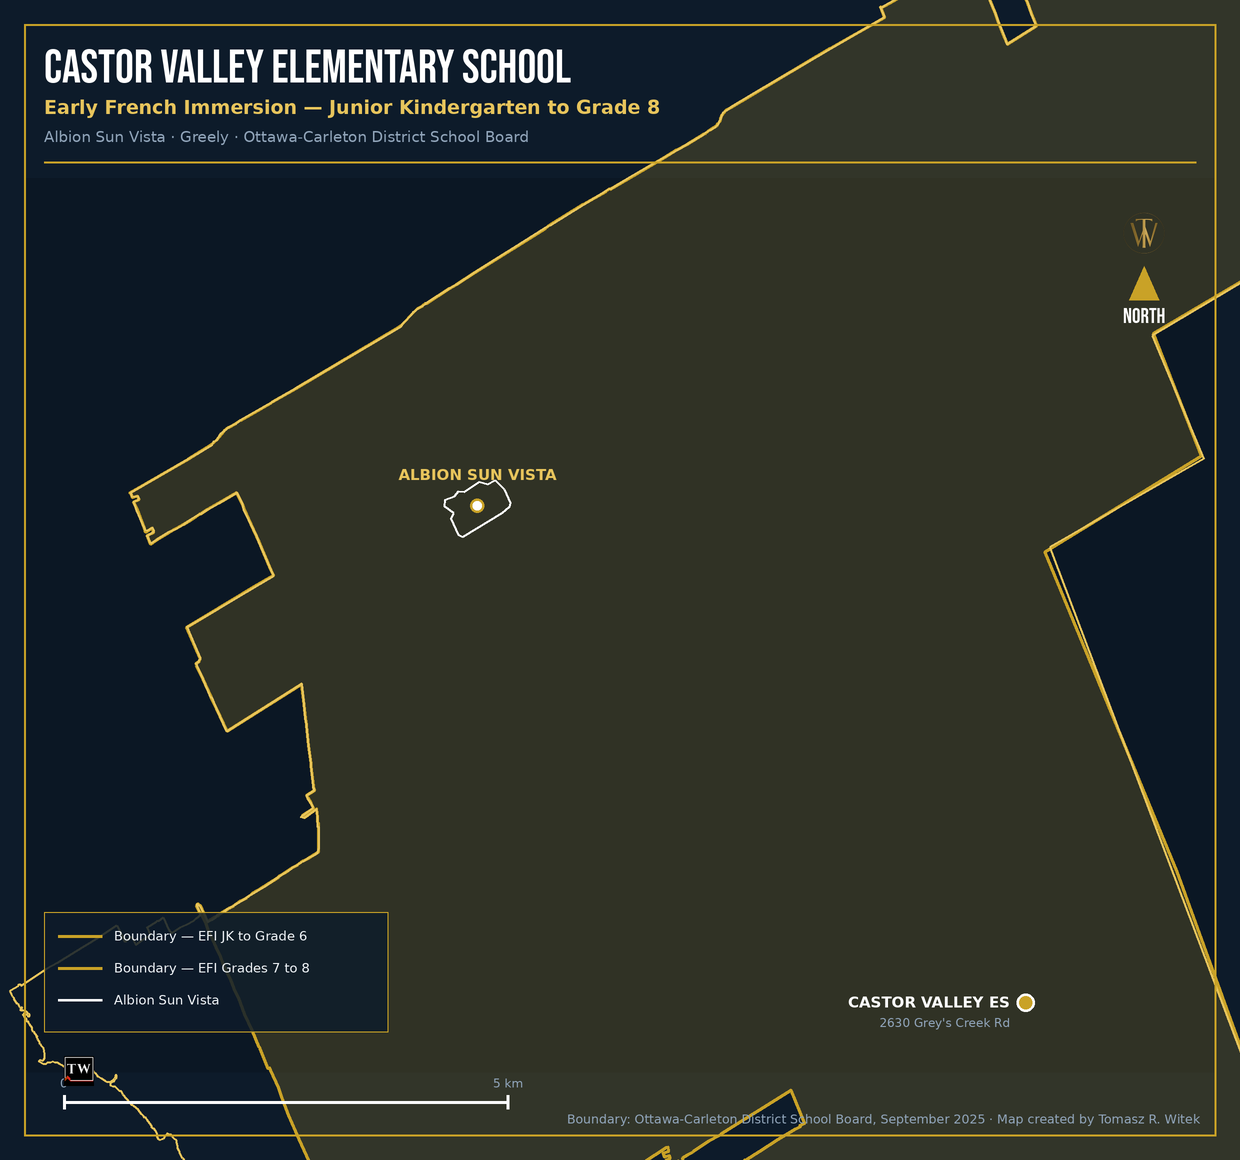 CASTOR VALLEY ELEMENTARY SCHOOL
Early French Immersion — Junior Kindergarten to Grade 8
Albion Sun Vista · Greely · Ottawa-Carleton District School Board
TW
NORTH
ALBION SUN VISTA
Boundary — EFI JK to Grade 6
Boundary — EFI Grades 7 to 8
Albion Sun Vista
CASTOR VALLEY ES
2630 Grey's Creek Rd
TW
0 5 km
Boundary: Ottawa-Carleton District School Board, September 2025 · Map created by Tomasz R. Witek